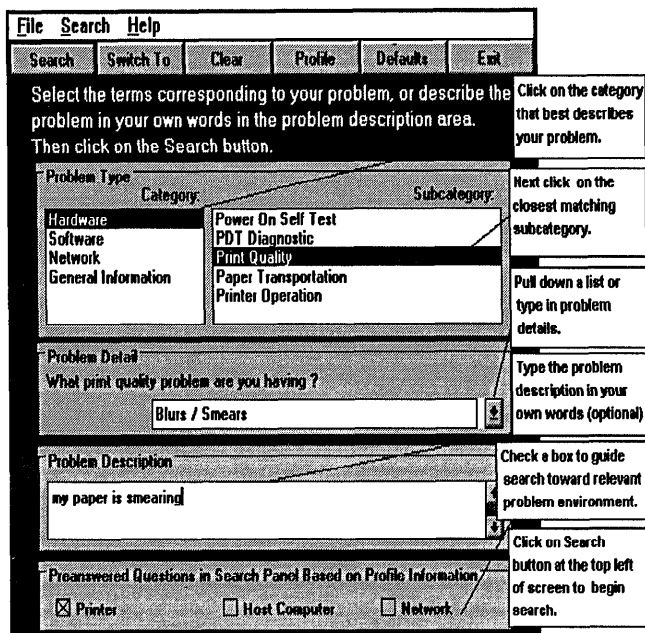 File Search Help
Search Switch To Clear Profile Defaults Exit
Select the terms corresponding to your problem, or describe the
problem in your own words in the problem description area.
Then click on the Search button.
Problem Type
Category: Subcategory:
Hardware
Software
Network
General Information
Power On Self Test
PDT Diagnostic
Print Quality
Paper Transportation
Printer Operation
Problem Detail
What print quality problem are you having ?
Blurs / Smears
Problem Description
my paper is smearing
Preanswered Questions in Search Panel Based on Profile Information
Printer Host Computer Network
Click on the category
that best describes
your problem.
Next click on the
closest matching
subcategory.
Pull down a list or
type in problem
details.
Type the problem
description in your
own words (optional)
Check a box to guide
search toward relevant
problem environment.
Click on Search
button at the top left
of screen to begin
search.